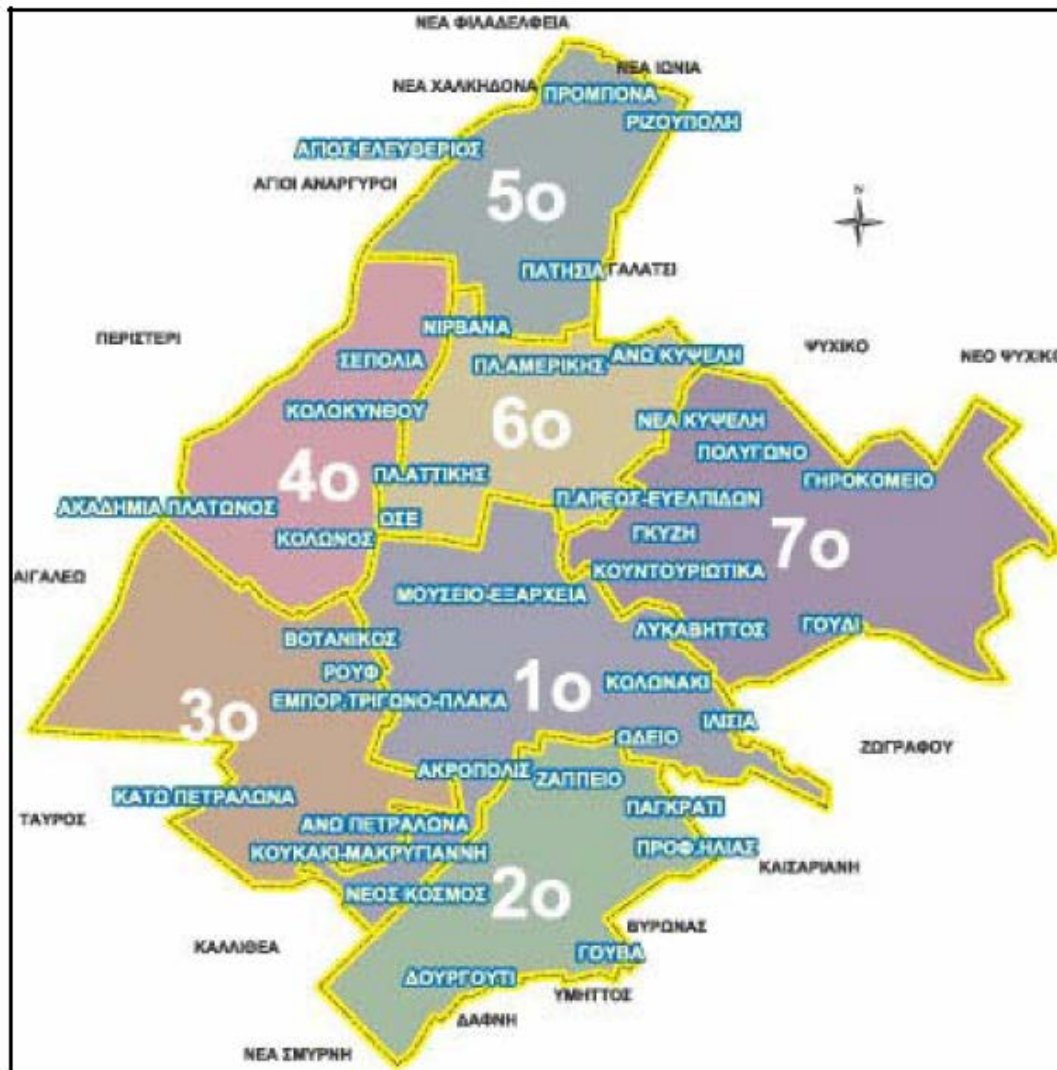 ΝΕΑ ΦΙΛΑΔΕΛΦΕΙΑ
ΝΕΑ ΙΩΝΙΑ
ΝΕΑ ΧΑΛΚΗΔΟΝΑ
ΠΡΟΜΠΟΝΑ
ΡΙΖΟΥΠΟΛΗ
ΑΓΙΟΣ ΕΛΕΥΘΕΡΙΟΣ
ΑΓΙΟΙ ΑΝΑΡΓΥΡΟΙ
5ο
N
ΠΑΤΗΣΙΑ
ΓΑΛΑΤΣΙ
ΠΕΡΙΣΤΕΡΙ
ΝΙΡΒΑΝΑ
ΨΥΧΙΚΟ
ΝΕΟ ΨΥΧΙΚΟ
ΣΕΠΟΛΙΑ
ΠΛ.ΑΜΕΡΙΚΗΣ
ΑΝΩ ΚΥΨΕΛΗ
ΚΟΛΟΚΥΝΘΟΥ
6ο
ΝΕΑ ΚΥΨΕΛΗ
ΠΟΛΥΓΩΝΟ
4ο
ΠΛ.ΑΤΤΙΚΗΣ
ΓΗΡΟΚΟΜΕΙΟ
ΑΚΑΔΗΜΙΑ ΠΛΑΤΩΝΟΣ
ΟΣΕ
Π.ΑΡΕΩΣ-ΕΥΕΛΠΙΔΩΝ
ΚΟΛΩΝΟΣ
ΓΚΥΖΗ
7ο
ΑΙΓΑΛΕΩ
ΚΟΥΝΤΟΥΡΙΩΤΙΚΑ
ΜΟΥΣΕΙΟ-ΕΞΑΡΧΕΙΑ
ΒΟΤΑΝΙΚΟΣ
ΛΥΚΑΒΗΤΤΟΣ
ΓΟΥΔΙ
ΡΟΥΦ
1ο
ΚΟΛΩΝΑΚΙ
ΕΜΠΟΡ.ΤΡΙΓΩΝΟ-ΠΛΑΚΑ
3ο
ΙΛΙΣΙΑ
ΩΔΕΙΟ
ΖΩΓΡΑΦΟΥ
ΑΚΡΟΠΟΛΙΣ
ΖΑΠΠΕΙΟ
ΚΑΤΩ ΠΕΤΡΑΛΩΝΑ
ΠΑΓΚΡΑΤΙ
ΤΑΥΡΟΣ
ΑΝΩ ΠΕΤΡΑΛΩΝΑ
ΠΡΟΦ.ΗΛΙΑΣ
ΚΟΥΚΑΚΙ-ΜΑΚΡΥΓΙΑΝΝΗ
ΚΑΙΣΑΡΙΑΝΗ
ΝΕΟΣ ΚΟΣΜΟΣ
2ο
ΒΥΡΩΝΑΣ
ΚΑΛΛΙΘΕΑ
ΓΟΥΒΑ
ΔΟΥΡΓΟΥΤΙ
ΥΜΗΤΤΟΣ
ΔΑΦΝΗ
ΝΕΑ ΣΜΥΡΝΗ